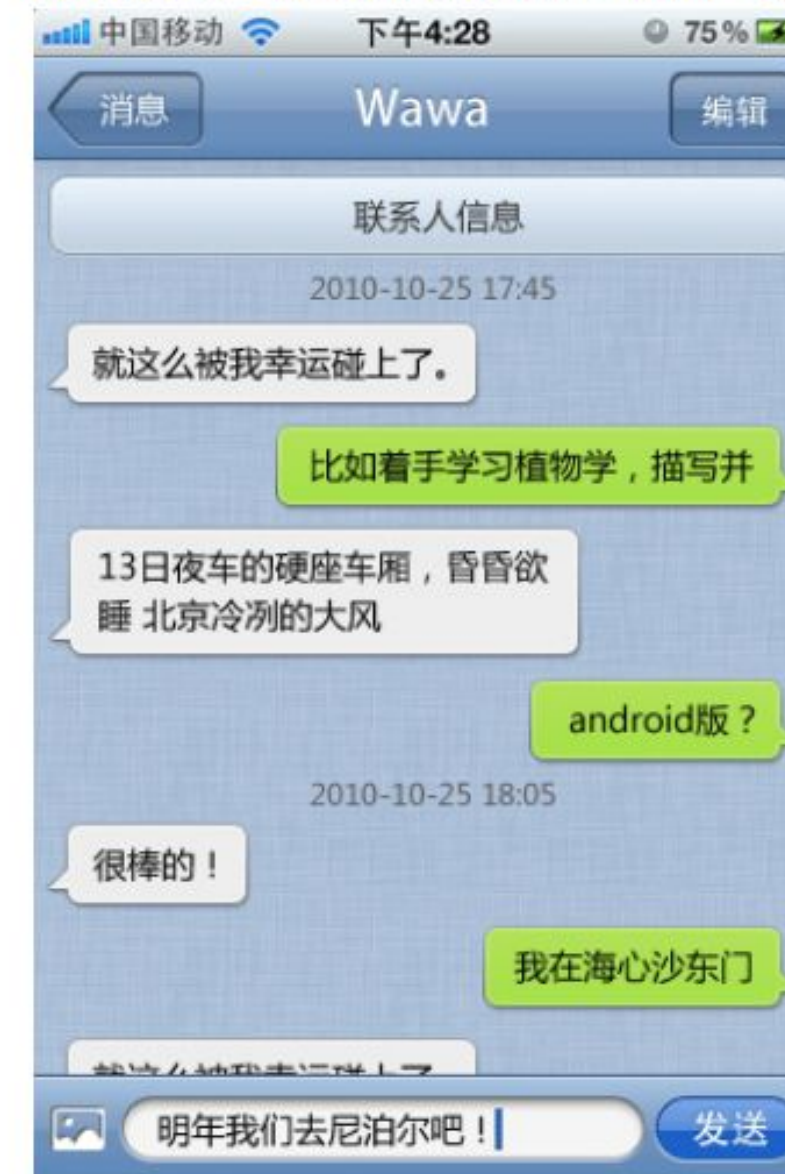 中国移动 下午4:28 75%
消息 Wawa 编辑
联系人信息
2010-10-25 17:45
就这么被我幸运碰上了。
比如着手学习植物学，描写并
13日夜车的硬座车厢，昏昏欲
睡 北京冷冽的大风
android版？
2010-10-25 18:05
很棒的！
我在海心沙东门
明年我们去尼泊尔吧！
发送